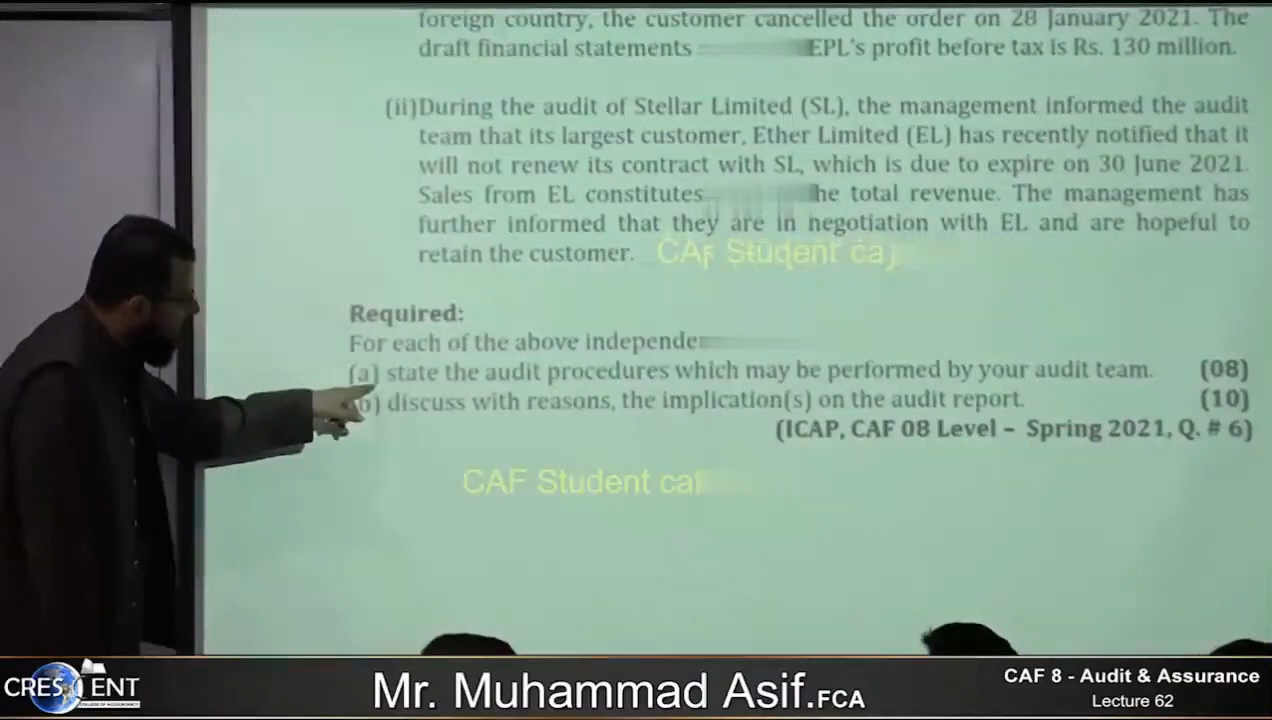 foreign country, the customer cancelled the order on 28 January 2021. The
draft financial statements EPL's profit before tax is Rs. 130 million.
(ii)During the audit of Stellar Limited (SL), the management informed the audit
team that its largest customer, Ether Limited (EL) has recently notified that it
will not renew its contract with SL, which is due to expire on 30 June 2021.
Sales from EL constitutes he total revenue. The management has
further informed that they are in negotiation with EL and are hopeful to
retain the customer.
CAF Student ca
Required:
For each of the above independe
(a) state the audit procedures which may be performed by your audit team. (08)
b) discuss with reasons, the implication(s) on the audit report. (10)
(ICAP, CAF 08 Level – Spring 2021, Q. # 6)
CAF Student caf
CRESCENT
COLLEGE OF ACCOUNTANCY
Mr. Muhammad Asif.FCA
CAF 8 - Audit & Assurance
Lecture 62